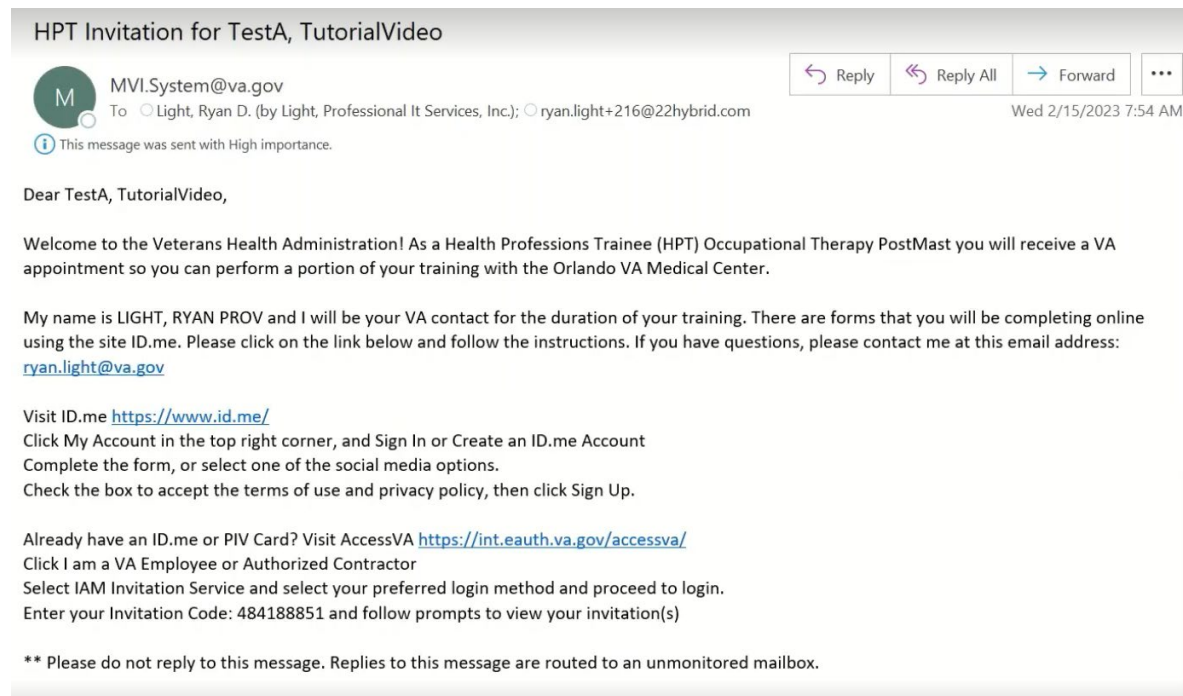 HPT Invitation for TestA, TutorialVideo
M
MVI.System@va.gov
Reply
Reply All
Forward
To Light, Ryan D. (by Light, Professional It Services, Inc.); ryan.light+216@22hybrid.com
Wed 2/15/2023 7:54 AM
This message was sent with High importance.
Dear TestA, TutorialVideo,
Welcome to the Veterans Health Administration! As a Health Professions Trainee (HPT) Occupational Therapy PostMast you will receive a VA
appointment so you can perform a portion of your training with the Orlando VA Medical Center.
My name is LIGHT, RYAN PROV and I will be your VA contact for the duration of your training. There are forms that you will be completing online
using the site ID.me. Please click on the link below and follow the instructions. If you have questions, please contact me at this email address:
ryan.light@va.gov
Visit ID.me https://www.id.me/
Click My Account in the top right corner, and Sign In or Create an ID.me Account
Complete the form, or select one of the social media options.
Check the box to accept the terms of use and privacy policy, then click Sign Up.
Already have an ID.me or PIV Card? Visit AccessVA https://int.eauth.va.gov/accessva/
Click I am a VA Employee or Authorized Contractor
Select IAM Invitation Service and select your preferred login method and proceed to login.
Enter your Invitation Code: 484188851 and follow prompts to view your invitation(s)
** Please do not reply to this message. Replies to this message are routed to an unmonitored mailbox.